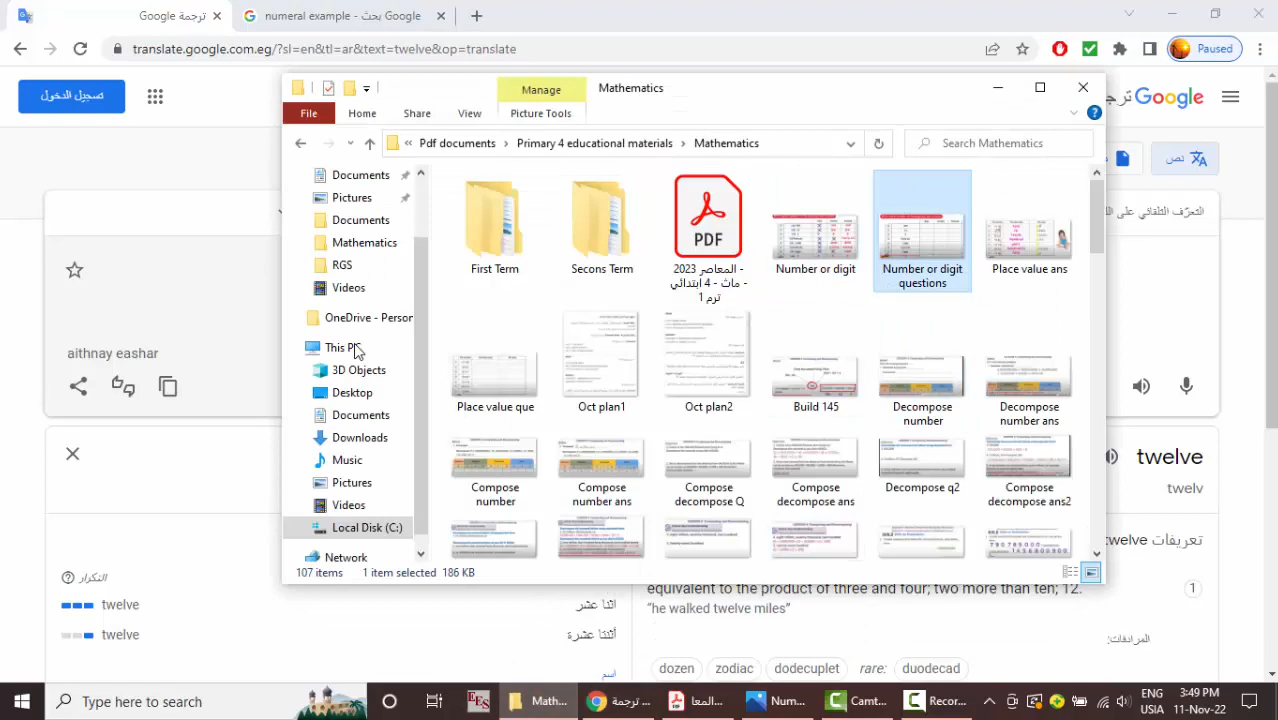 ترجمة Google
numeral example - بحث Google
translate.google.com.eg/?sl=en&tl=ar&text=twelve&op=translate
Paused
تسجيل الدخول
Google
نص
Manage
Mathematics
File
Home
Share
View
Picture Tools
Pdf documents
Primary 4 educational materials
Mathematics
Search Mathematics
Documents
Pictures
Documents
Mathematics
RGS
Videos
OneDrive - Person
3D Objects
Desktop
Documents
Downloads
Music
Pictures
Videos
Local Disk (C:)
Network
First Term
Secons Term
PDF
المعاصر 2023 -
ماث - 4 ابتدائي -
ترم 1
Number or digit
Number or digit
questions
Place value ans
Place value que
Oct plan1
Oct plan2
Build 145
Decompose
number
Decompose
number ans
Compose
number
Compose
number ans
Compose
decompose Q
Compose
decompose ans
Decompose q2
Compose
decompose ans2
107 items
1 item selected 186 KB
aithnay eashar
twelve
twelv
تعريفات twelve
1
equivalent to the product of three and four; two more than ten; 12.
"he walked twelve miles"
المرادفات:
dozen
zodiac
dodecuplet
rare:
duodecad
التكرار
twelve
اثنا عشر
twelve
أثنتا عشرة
اسم
Type here to search
Math...
ترجمة ...
المعا...
Num...
Camt...
Recor...
ENG
USIA
3:49 PM
11-Nov-22